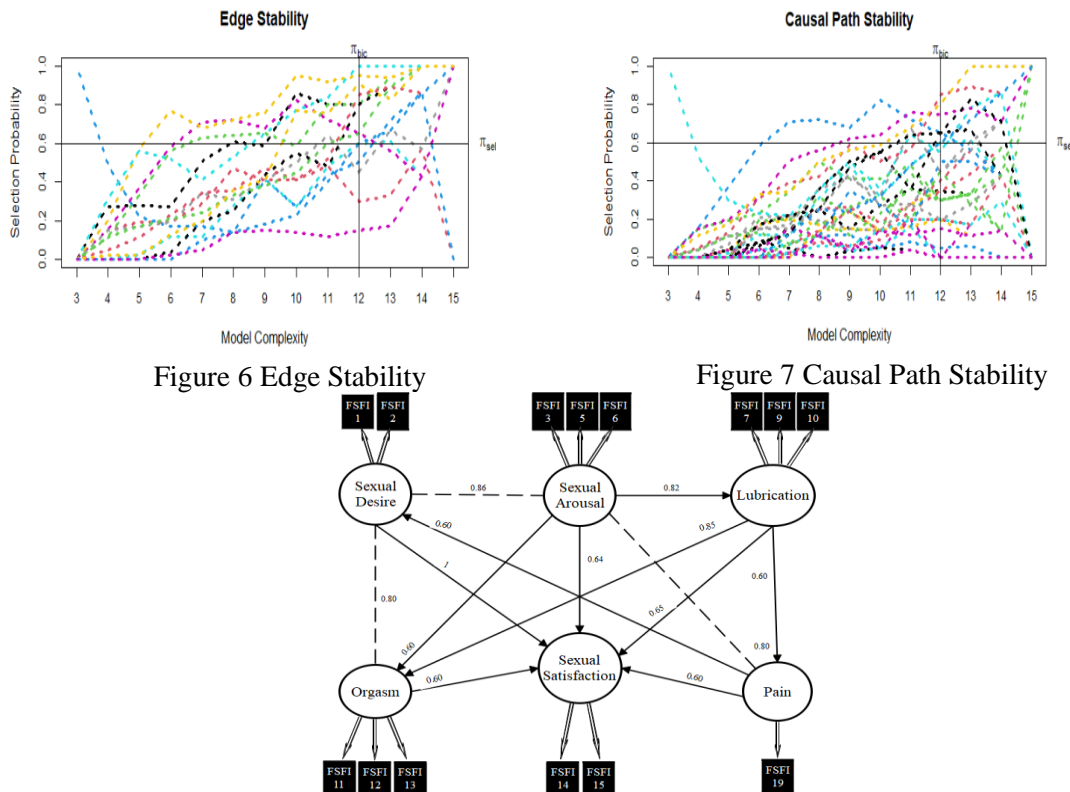 Edge Stability
πbic
Selection Probability
0.0 0.2 0.4 0.6 0.8 1.0
πsel
3 4 5 6 7 8 9 10 11 12 13 14 15
Model Complexity
Causal Path Stability
πbic
Selection Probability
0.0 0.2 0.4 0.6 0.8 1.0
πsel
3 4 5 6 7 8 9 10 11 12 13 14 15
Model Complexity
Figure 6 Edge Stability
Figure 7 Causal Path Stability
FSFI
1
FSFI
2
FSFI
3
FSFI
5
FSFI
6
FSFI
7
FSFI
9
FSFI
10
Sexual
Desire
0.86
Sexual
Arousal
0.82
Lubrication
0.60
0.85
1
0.64
0.60
0.80
0.65
0.60
0.80
Orgasm
0.60
Sexual
Satisfaction
0.60
Pain
FSFI
11
FSFI
12
FSFI
13
FSFI
14
FSFI
15
FSFI
19